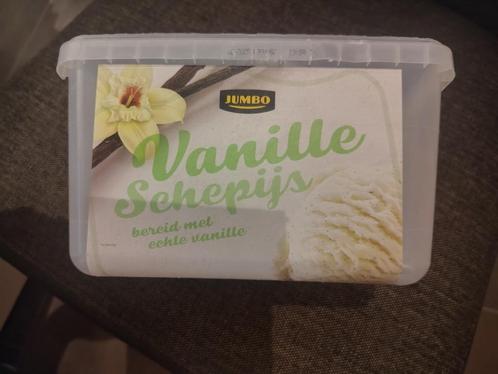 JUMBO
Vanille
Schepijs
bereid met
echte vanille